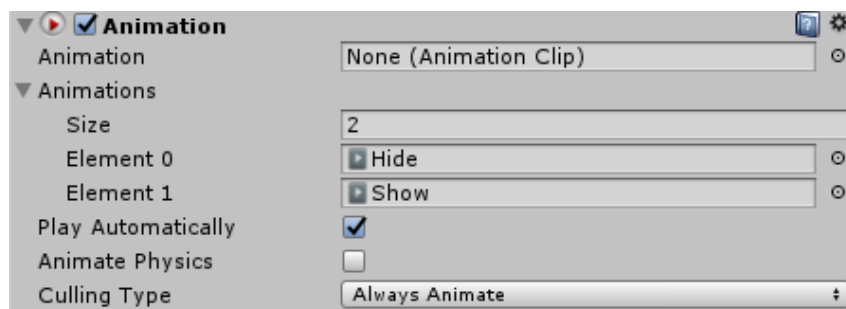 Animation
Animation None (Animation Clip)
Animations
Size 2
Element 0 Hide
Element 1 Show
Play Automatically
Animate Physics
Culling Type Always Animate